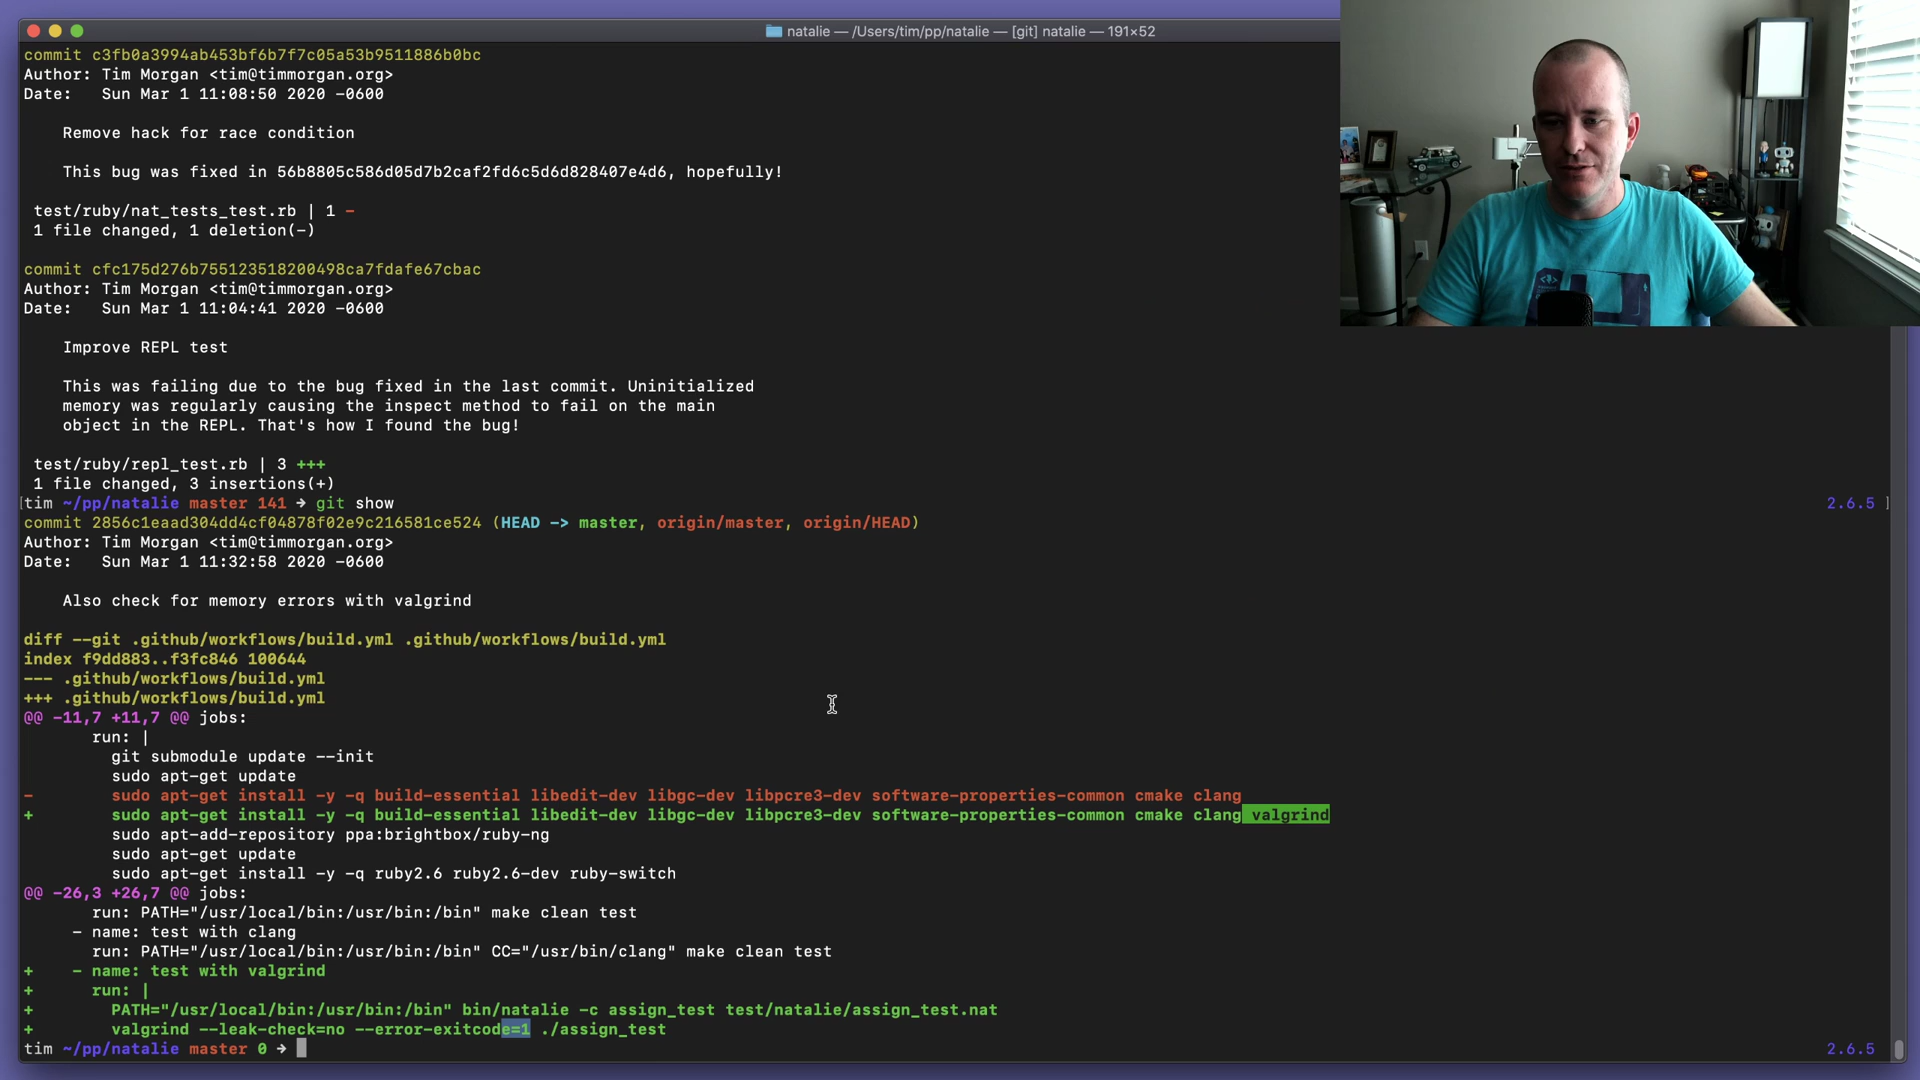 natalie — /Users/tim/pp/natalie — [git] natalie — 191×52
commit c3fb0a3994ab453bf6b7f7c05a53b9511886b0bc
Author: Tim Morgan <tim@timmorgan.org>
Date:   Sun Mar 1 11:08:50 2020 -0600
Remove hack for race condition
This bug was fixed in 56b8805c586d05d7b2caf2fd6c5d6d828407e4d6, hopefully!
test/ruby/nat_tests_test.rb | 1 -
1 file changed, 1 deletion(-)
commit cfc175d276b755123518200498ca7fdafe67cbac
Author: Tim Morgan <tim@timmorgan.org>
Date:   Sun Mar 1 11:04:41 2020 -0600
Improve REPL test
This was failing due to the bug fixed in the last commit. Uninitialized
memory was regularly causing the inspect method to fail on the main
object in the REPL. That's how I found the bug!
test/ruby/repl_test.rb | 3 +++
1 file changed, 3 insertions(+)
[tim ~/pp/natalie master 141 → git show 2.6.5 ]
commit 2856c1eaad304dd4cf04878f02e9c216581ce524 (HEAD -> master, origin/master, origin/HEAD)
Author: Tim Morgan <tim@timmorgan.org>
Date:   Sun Mar 1 11:32:58 2020 -0600
Also check for memory errors with valgrind
diff --git .github/workflows/build.yml .github/workflows/build.yml
index f9dd883..f3fc846 100644
--- .github/workflows/build.yml
+++ .github/workflows/build.yml
@@ -11,7 +11,7 @@ jobs:
run: |
git submodule update --init
sudo apt-get update
- sudo apt-get install -y -q build-essential libedit-dev libgc-dev libpcre3-dev software-properties-common cmake clang
+ sudo apt-get install -y -q build-essential libedit-dev libgc-dev libpcre3-dev software-properties-common cmake clang valgrind
sudo apt-add-repository ppa:brightbox/ruby-ng
sudo apt-get update
sudo apt-get install -y -q ruby2.6 ruby2.6-dev ruby-switch
@@ -26,3 +26,7 @@ jobs:
run: PATH="/usr/local/bin:/usr/bin:/bin" make clean test
- name: test with clang
run: PATH="/usr/local/bin:/usr/bin:/bin" CC="/usr/bin/clang" make clean test
+ - name: test with valgrind
+ run: |
+ PATH="/usr/local/bin:/usr/bin:/bin" bin/natalie -c assign_test test/natalie/assign_test.nat
+ valgrind --leak-check=no --error-exitcode=1 ./assign_test
tim ~/pp/natalie master 0 → 2.6.5